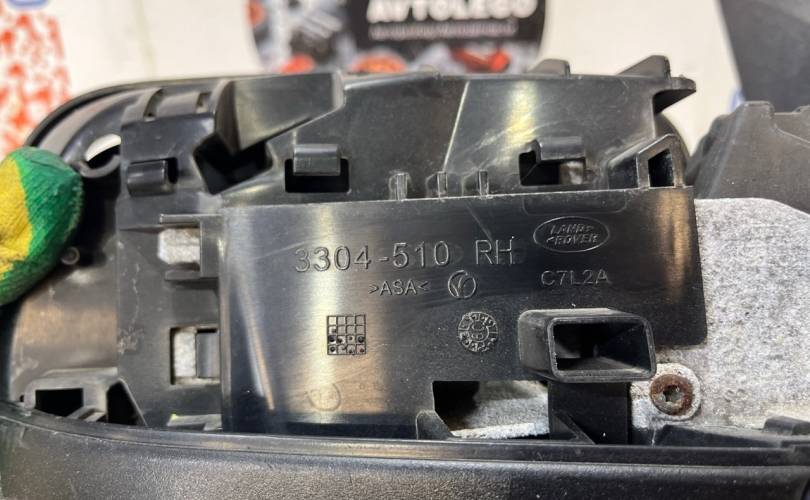 AVTOLEGO
3304-510 RH
LAND
ROVER
>ASA<
C7L2A